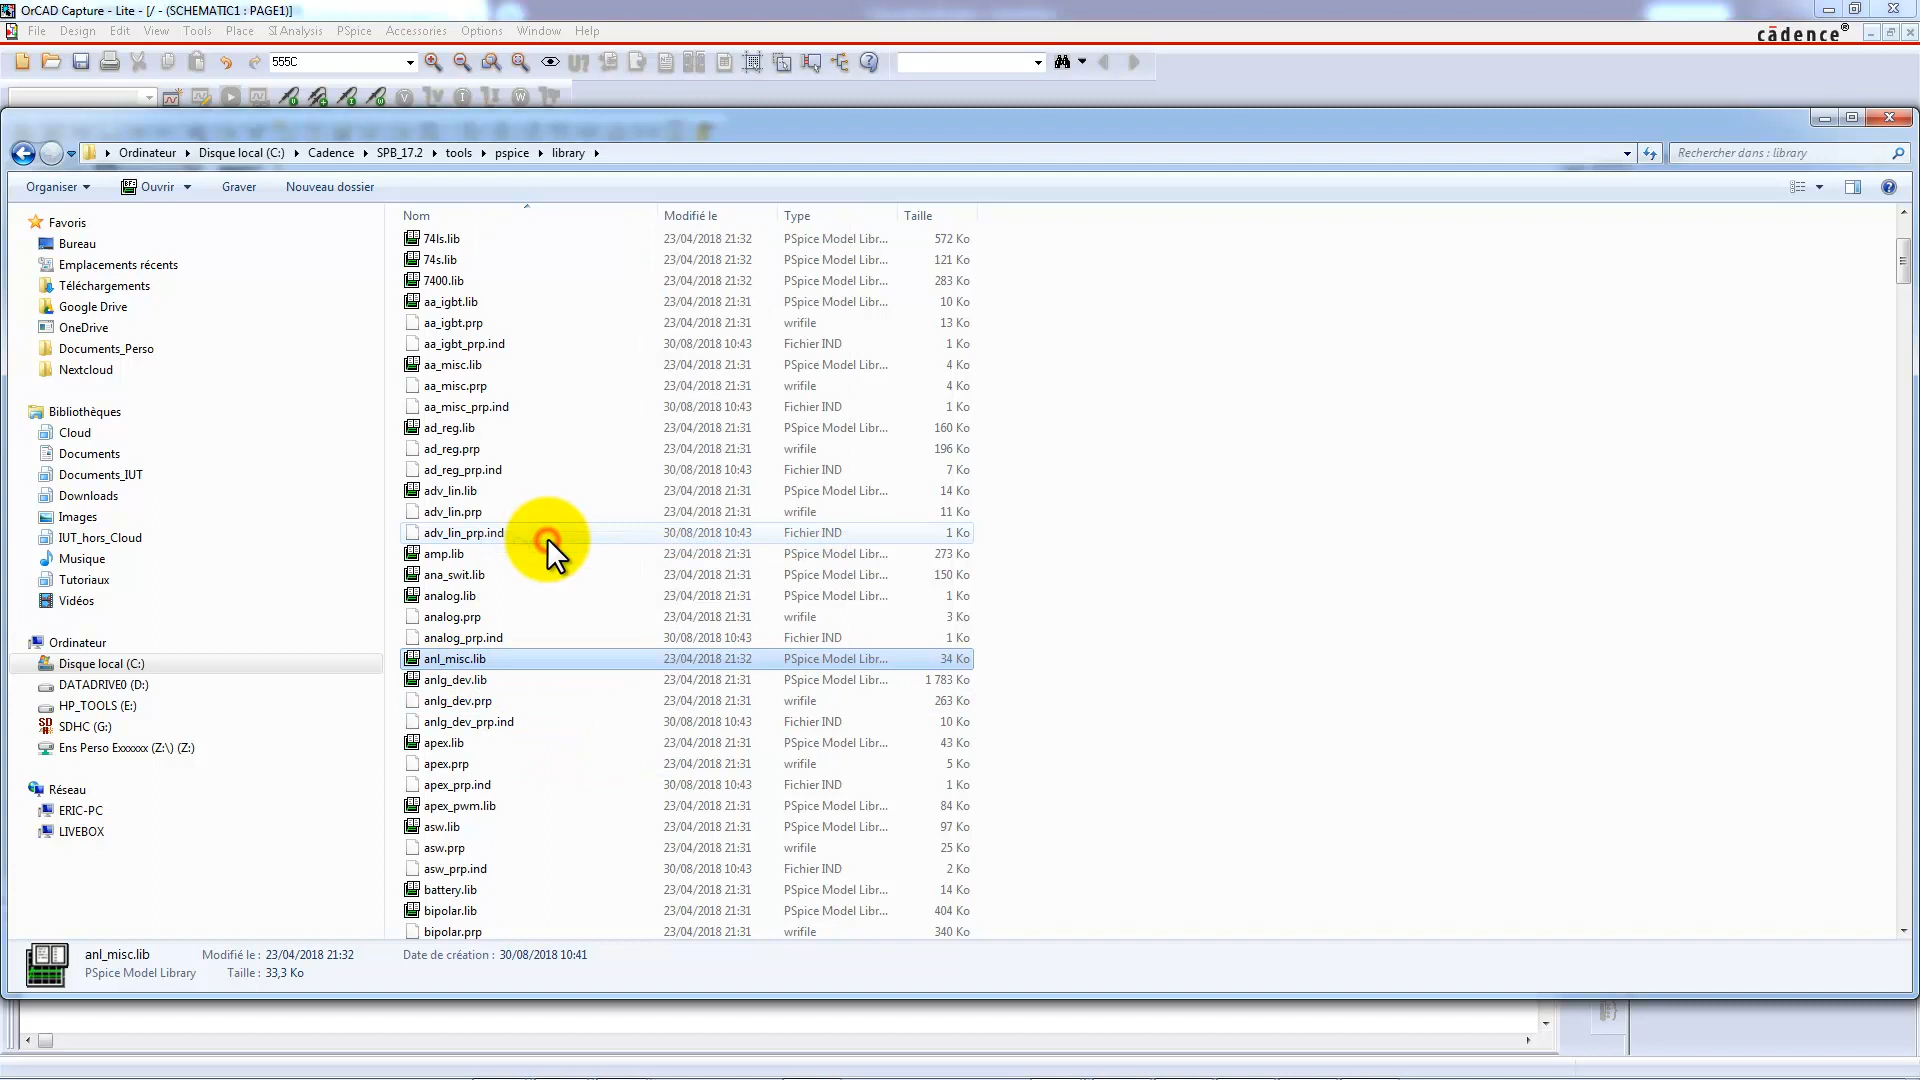 OrCAD Capture - Lite - [/ - (SCHEMATIC1 : PAGE1)]
File Design Edit View Tools Place SI Analysis PSpice Accessories Options Window Help
cādence®
555C
Ordinateur Disque local (C:) Cadence SPB_17.2 tools pspice library
Rechercher dans : library
Organiser Ouvrir Graver Nouveau dossier
Nom Modifié le Type Taille
Favoris
Bureau
Emplacements récents
Téléchargements
Google Drive
OneDrive
Documents_Perso
Nextcloud
Bibliothèques
Cloud
Documents
Documents_IUT
Downloads
Images
IUT_hors_Cloud
Musique
Tutoriaux
Vidéos
Ordinateur
Disque local (C:)
DATADRIVE0 (D:)
HP_TOOLS (E:)
SDHC (G:)
Ens Perso Exxxxxx (Z:\) (Z:)
Réseau
ERIC-PC
LIVEBOX
74ls.lib 23/04/2018 21:32 PSpice Model Libr... 572 Ko
74s.lib 23/04/2018 21:32 PSpice Model Libr... 121 Ko
7400.lib 23/04/2018 21:32 PSpice Model Libr... 283 Ko
aa_igbt.lib 23/04/2018 21:31 PSpice Model Libr... 10 Ko
aa_igbt.prp 23/04/2018 21:31 wrifile 13 Ko
aa_igbt_prp.ind 30/08/2018 10:43 Fichier IND 1 Ko
aa_misc.lib 23/04/2018 21:31 PSpice Model Libr... 4 Ko
aa_misc.prp 23/04/2018 21:31 wrifile 4 Ko
aa_misc_prp.ind 30/08/2018 10:43 Fichier IND 1 Ko
ad_reg.lib 23/04/2018 21:31 PSpice Model Libr... 160 Ko
ad_reg.prp 23/04/2018 21:31 wrifile 196 Ko
ad_reg_prp.ind 30/08/2018 10:43 Fichier IND 7 Ko
adv_lin.lib 23/04/2018 21:31 PSpice Model Libr... 14 Ko
adv_lin.prp 23/04/2018 21:31 wrifile 11 Ko
adv_lin_prp.ind 30/08/2018 10:43 Fichier IND 1 Ko
amp.lib 23/04/2018 21:31 PSpice Model Libr... 273 Ko
ana_swit.lib 23/04/2018 21:31 PSpice Model Libr... 150 Ko
analog.lib 23/04/2018 21:31 PSpice Model Libr... 1 Ko
analog.prp 23/04/2018 21:31 wrifile 3 Ko
analog_prp.ind 30/08/2018 10:43 Fichier IND 1 Ko
anl_misc.lib 23/04/2018 21:32 PSpice Model Libr... 34 Ko
anlg_dev.lib 23/04/2018 21:31 PSpice Model Libr... 1 783 Ko
anlg_dev.prp 23/04/2018 21:31 wrifile 263 Ko
anlg_dev_prp.ind 30/08/2018 10:43 Fichier IND 10 Ko
apex.lib 23/04/2018 21:31 PSpice Model Libr... 43 Ko
apex.prp 23/04/2018 21:31 wrifile 5 Ko
apex_prp.ind 30/08/2018 10:43 Fichier IND 1 Ko
apex_pwm.lib 23/04/2018 21:31 PSpice Model Libr... 84 Ko
asw.lib 23/04/2018 21:31 PSpice Model Libr... 97 Ko
asw.prp 23/04/2018 21:31 wrifile 25 Ko
asw_prp.ind 30/08/2018 10:43 Fichier IND 2 Ko
battery.lib 23/04/2018 21:31 PSpice Model Libr... 14 Ko
bipolar.lib 23/04/2018 21:31 PSpice Model Libr... 404 Ko
bipolar.prp 23/04/2018 21:31 wrifile 340 Ko
anl_misc.lib Modifié le : 23/04/2018 21:32 Date de création : 30/08/2018 10:41
PSpice Model Library Taille : 33,3 Ko